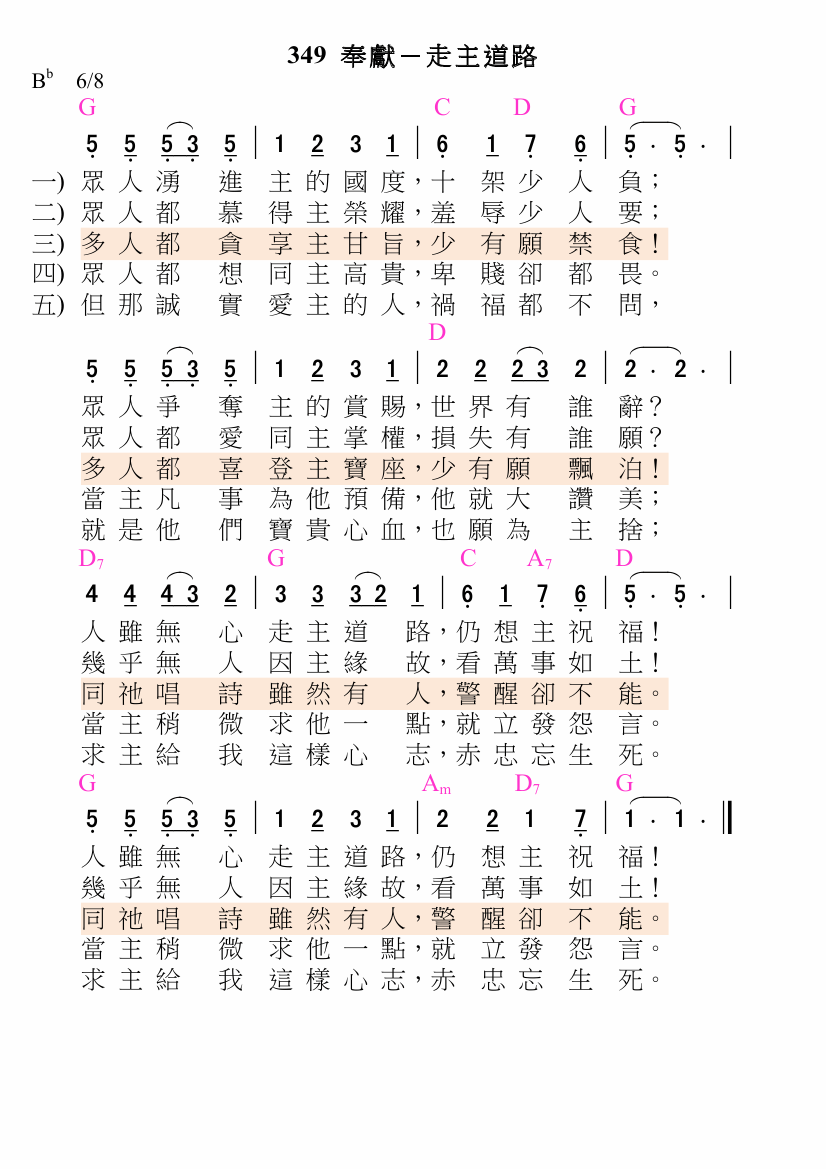 349 奉獻－走主道路
Bb 6/8
G C D G
5 5 5 3 5 | 1 2 3 1 | 6 1 7 6 | 5 . 5 . |
一) 眾人湧進主的國度，十架少人負；
二) 眾人都慕得主榮耀，羞辱少人要；
三) 多人都貪享主甘旨，少有願禁食！
四) 眾人都想同主高貴，卑賤卻都畏。
五) 但那誠實愛主的人，禍福都不問，
D
5 5 5 3 5 | 1 2 3 1 | 2 2 2 3 2 | 2 . 2 . |
眾人爭奪主的賞賜，世界有誰辭？
眾人都愛同主掌權，損失有誰願？
多人都喜登主寶座，少有願飄泊！
當主凡事為他預備，他就大讚美；
就是他們寶貴心血，也願為主捨；
D7 G C A7 D
4 4 4 3 2 | 3 3 3 2 1 | 6 1 7 6 | 5 . 5 . |
人雖無心走主道路，仍想主祝福！
幾乎無人因主緣故，看萬事如土！
同祂唱詩雖然有人，警醒卻不能。
當主稍微求他一點，就立發怨言。
求主給我這樣心志，赤忠忘生死。
G Am D7 G
5 5 5 3 5 | 1 2 3 1 | 2 2 1 7 | 1 . 1 . ‖
人雖無心走主道路，仍想主祝福！
幾乎無人因主緣故，看萬事如土！
同祂唱詩雖然有人，警醒卻不能。
當主稍微求他一點，就立發怨言。
求主給我這樣心志，赤忠忘生死。